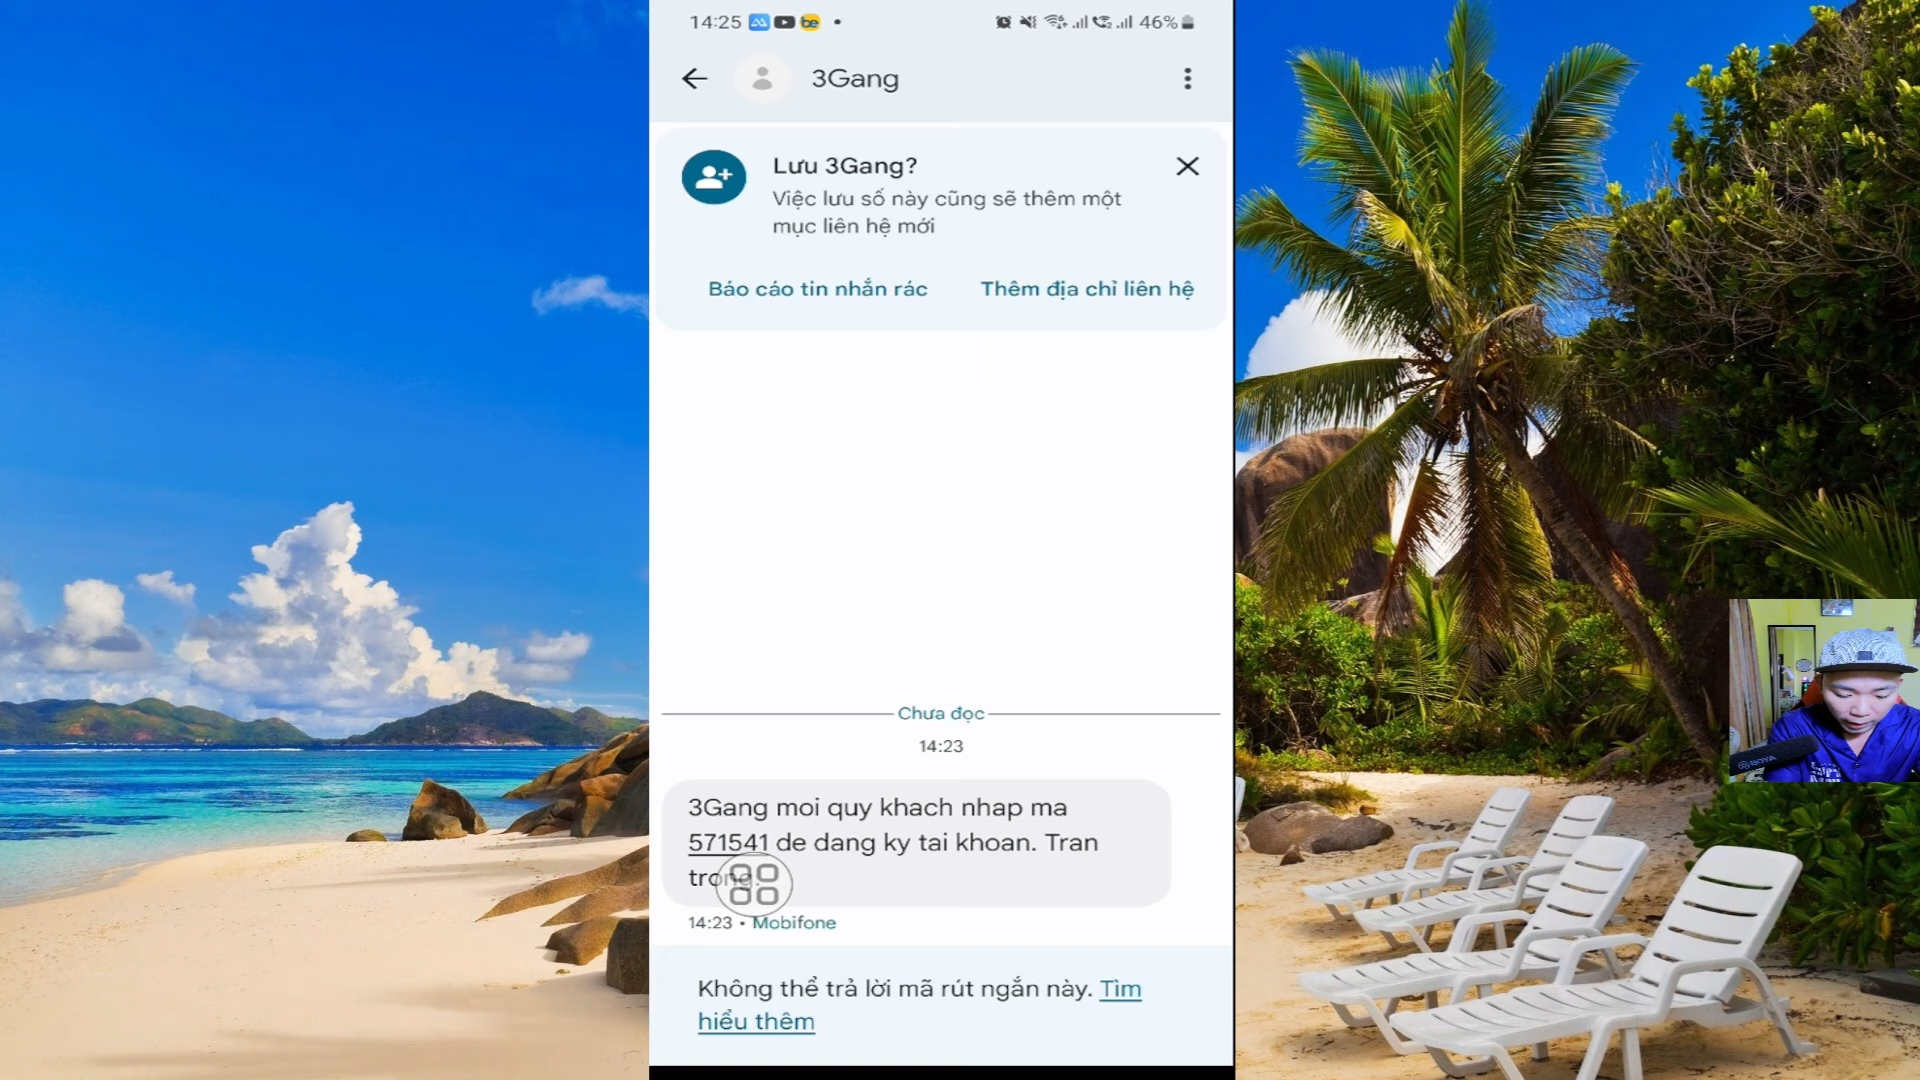 14:25 be 46%
3Gang
Lưu 3Gang?
Việc lưu số này cũng sẽ thêm một
mục liên hệ mới
Báo cáo tin nhắn rác Thêm địa chỉ liên hệ
Chưa đọc
14:23
3Gang moi quy khach nhap ma
571541 de dang ky tai khoan. Tran
trong.
14:23 • Mobifone
Không thể trả lời mã rút ngắn này. Tìm
hiểu thêm
BOYA